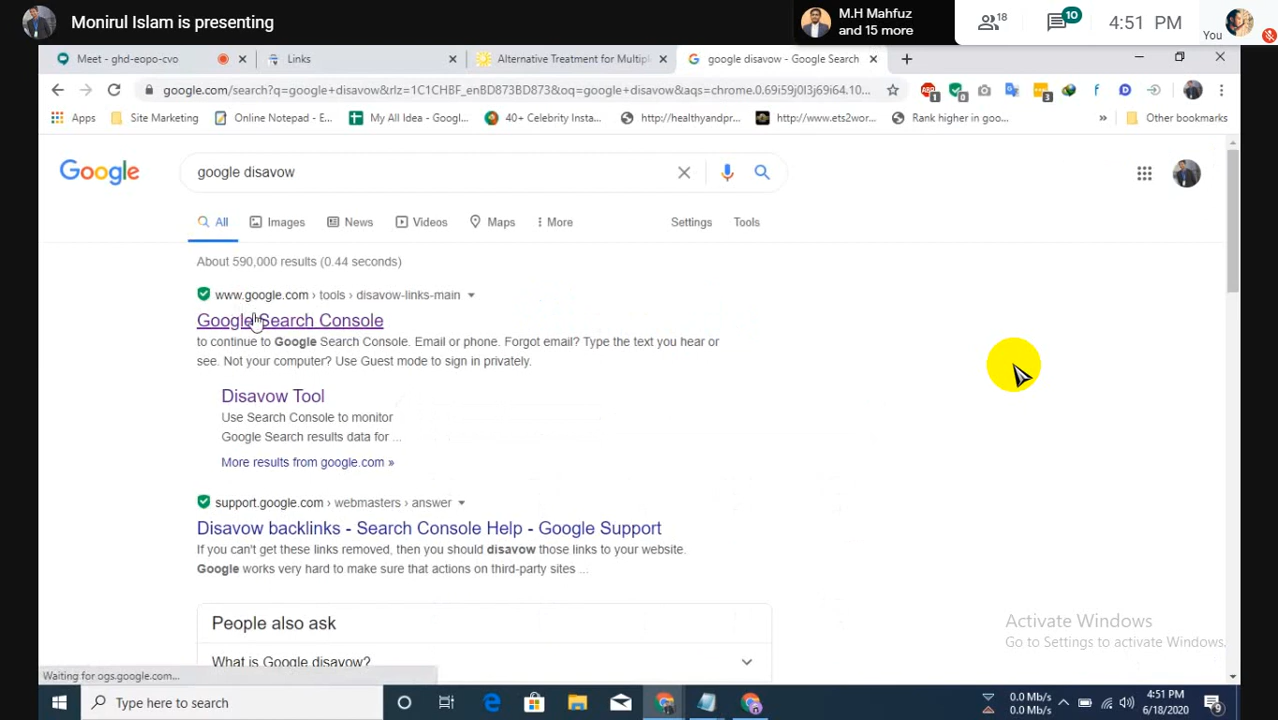 Monirul Islam is presenting
M.H Mahfuz
and 15 more
18
10
4:51 PM
You
Meet - ghd-eopo-cvo
Links
Alternative Treatment for Multipl
google disavow - Google Search
google.com/search?q=google+disavow&rlz=1C1CHBF_enBD873BD873&oq=google+disavow&aqs=chrome.0.69i59j0l3j69i64.10...
1
0
3
Apps
Site Marketing
Online Notepad - E...
My All Idea - Googl...
40+ Celebrity Insta...
http://healthyandpr...
http://www.ets2wor...
Rank higher in goo...
»
Other bookmarks
Google
google disavow
All
Images
News
Videos
Maps
More
Settings
Tools
About 590,000 results (0.44 seconds)
www.google.com › tools › disavow-links-main
Google Search Console
to continue to Google Search Console. Email or phone. Forgot email? Type the text you hear or
see. Not your computer? Use Guest mode to sign in privately.
Disavow Tool
Use Search Console to monitor
Google Search results data for ...
More results from google.com »
support.google.com › webmasters › answer
Disavow backlinks - Search Console Help - Google Support
If you can't get these links removed, then you should disavow those links to your website.
Google works very hard to make sure that actions on third-party sites ...
People also ask
What is Google disavow?
Activate Windows
Go to Settings to activate Windows.
Waiting for ogs.google.com...
Type here to search
0.0 Mb/s
0.0 Mb/s
4:51 PM
6/18/2020
9